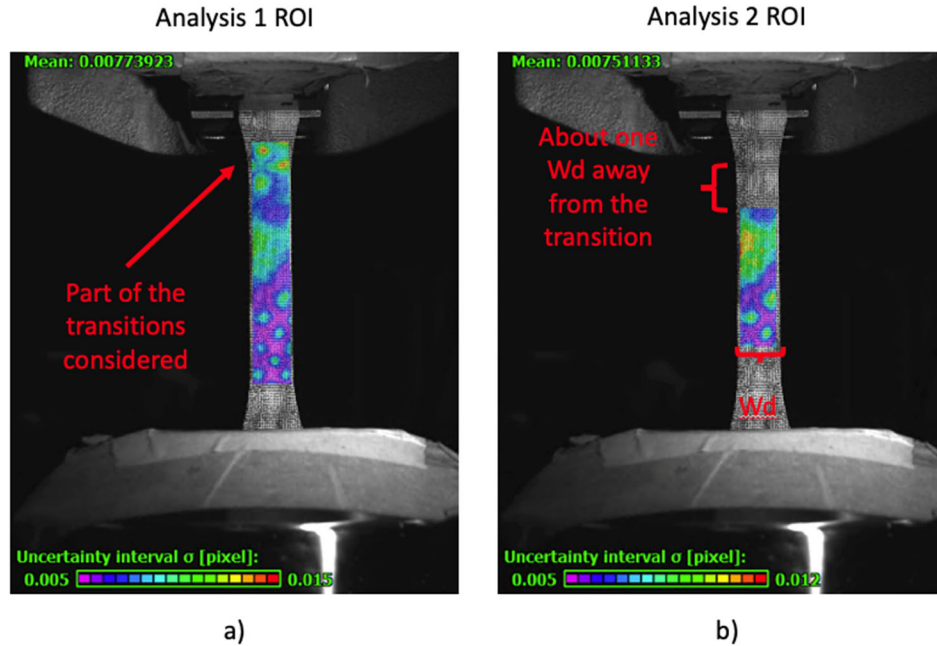 Analysis 1 ROI
Analysis 2 ROI
Mean: 0.00773923
Part of the
transitions
considered
Uncertainty interval σ [pixel]:
0.005
0.015
a)
Mean: 0.00751133
About one
Wd away
from the
transition
Wd
Uncertainty interval σ [pixel]:
0.005
0.012
b)